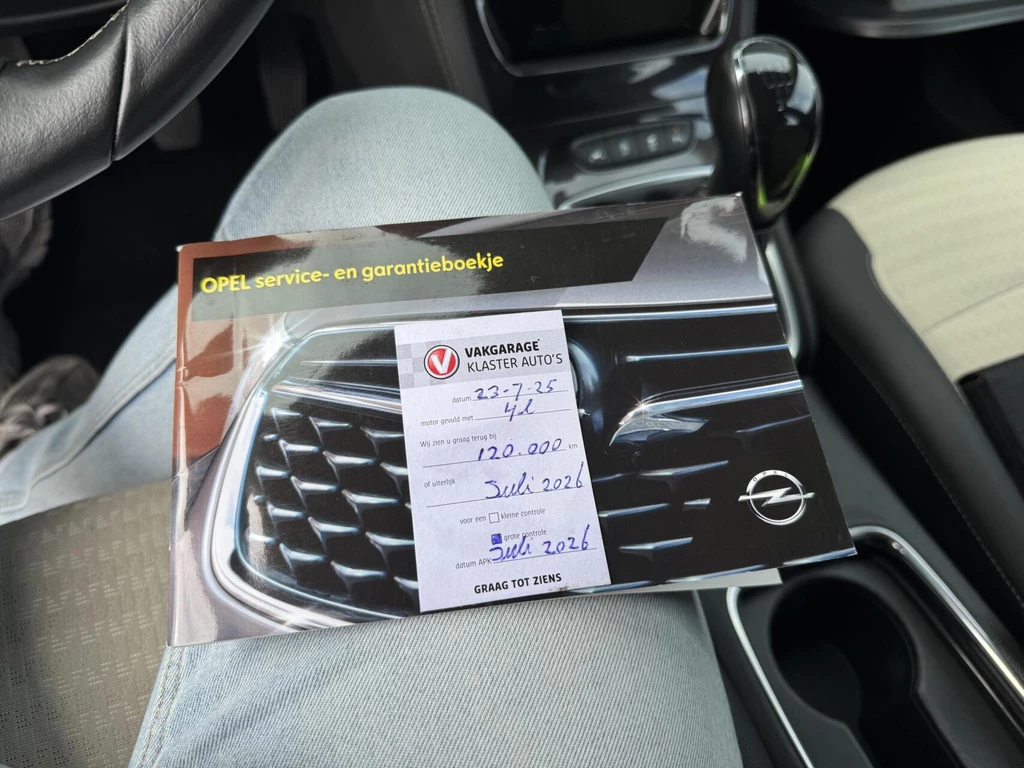 OPEL service- en garantieboekje
VAKGARAGE
KLASTER AUTO'S
datum 23-7-25
motor gevuld met 4l
Wij zien u graag terug bij
120.000 km
of uiterlijk
Juli 2026
voor een kleine controle
grote controle
datum APK Juli 2026
GRAAG TOT ZIENS
OPEL